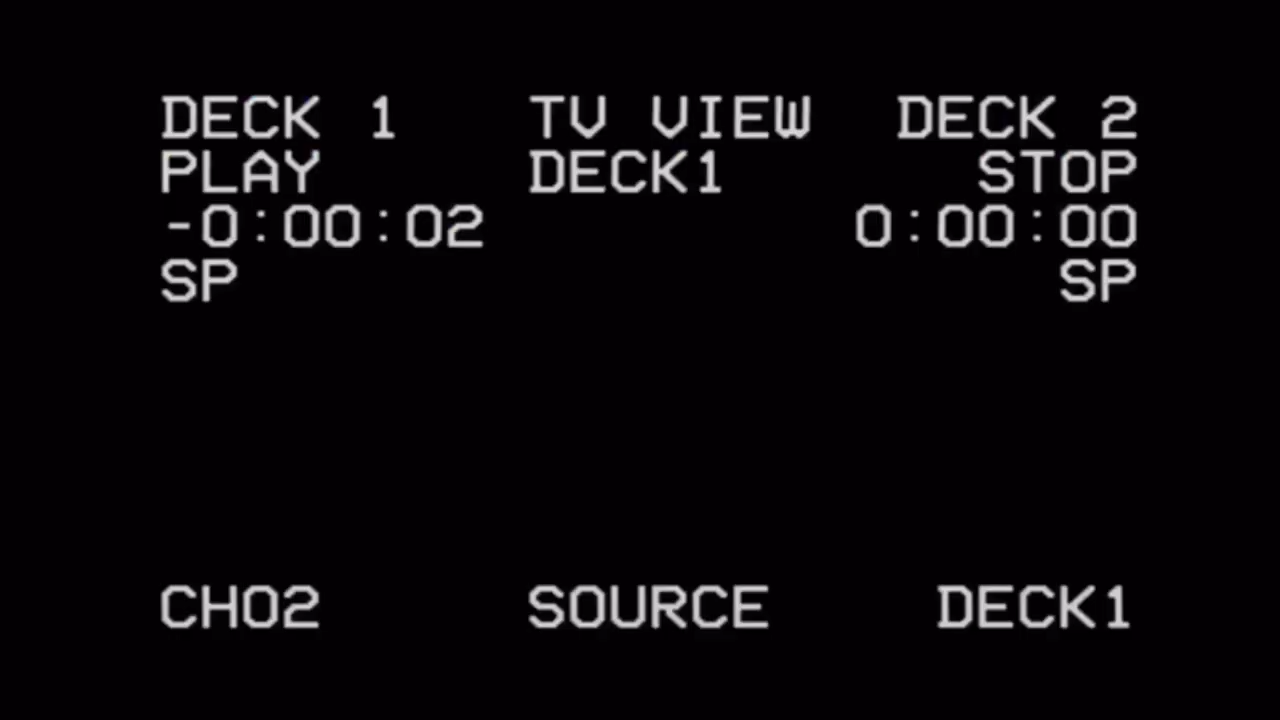 DECK 1 TV VIEW DECK 2
PLAY DECK1 STOP
-0:00:02 0:00:00
SP SP
CH02 SOURCE DECK1